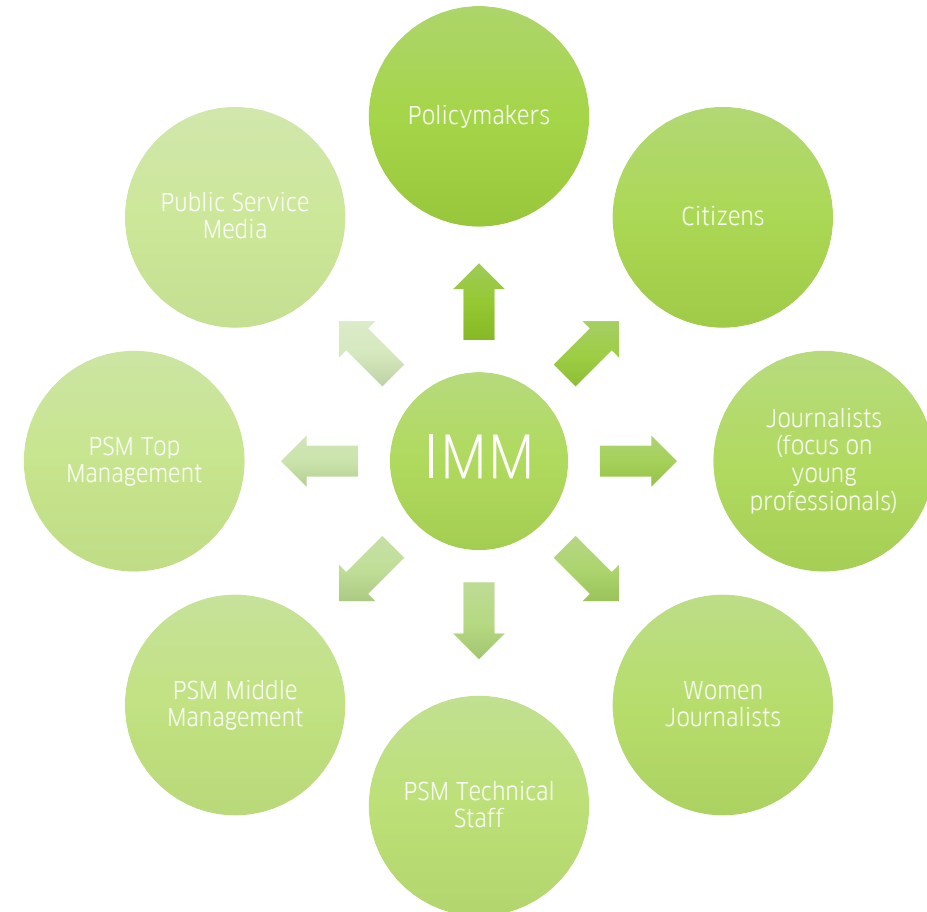 Policymakers
Citizens
Journalists
(focus on
young
professionals)
Women
Journalists
PSM Technical
Staff
PSM Middle
Management
PSM Top
Management
Public Service
Media
IMM